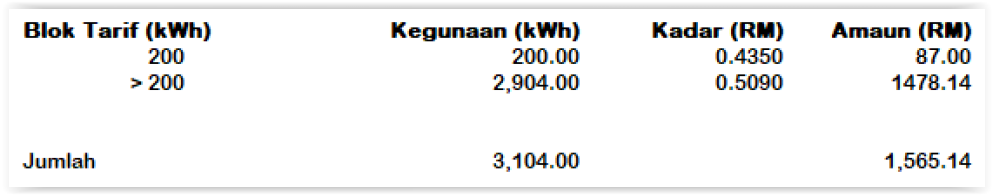 Blok Tarif (kWh) Kegunaan (kWh) Kadar (RM) Amaun (RM)
200 200.00 0.4350 87.00
> 200 2,904.00 0.5090 1478.14
Jumlah 3,104.00 1,565.14